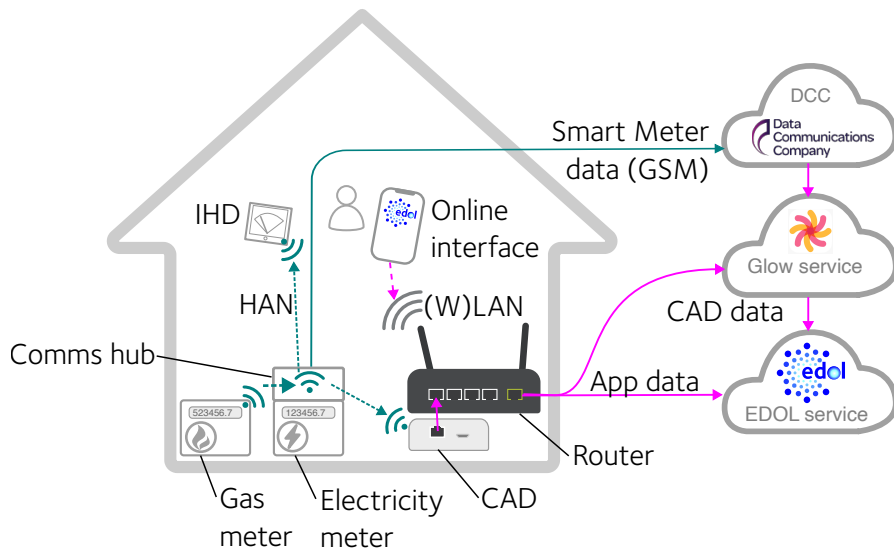 DCC
Data
Communications
Company
Smart Meter
data (GSM)
IHD
edol
Online
interface
Glow service
HAN
(W)LAN
CAD data
Comms hub
edol
App data
EDOL service
523456.7
123456.7
Router
Gas
meter
Electricity
meter
CAD